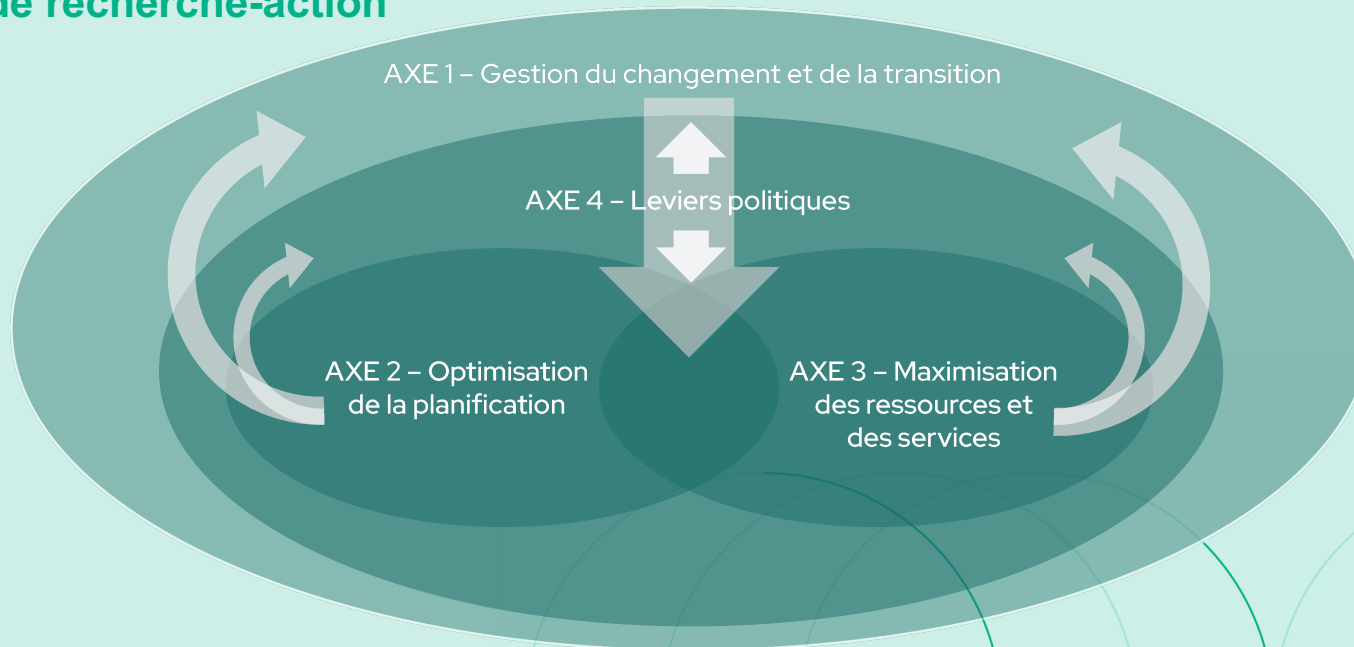 de recherche-action
AXE 1 – Gestion du changement et de la transition
AXE 4 – Leviers politiques
AXE 2 – Optimisation
de la planification
AXE 3 – Maximisation
des ressources et
des services